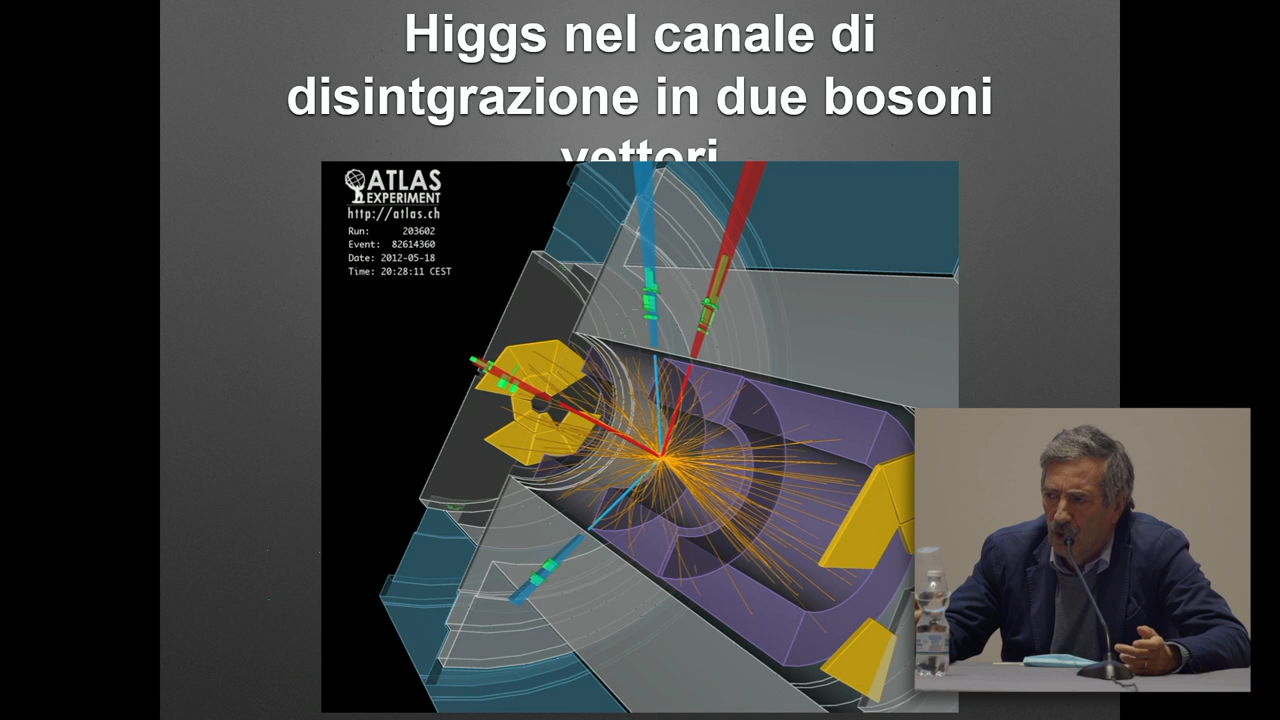 Higgs nel canale di
disintgrazione in due bosoni
vettori
ATLAS
EXPERIMENT
http://atlas.ch
Run: 203602
Event: 82614360
Date: 2012-05-18
Time: 20:28:11 CEST